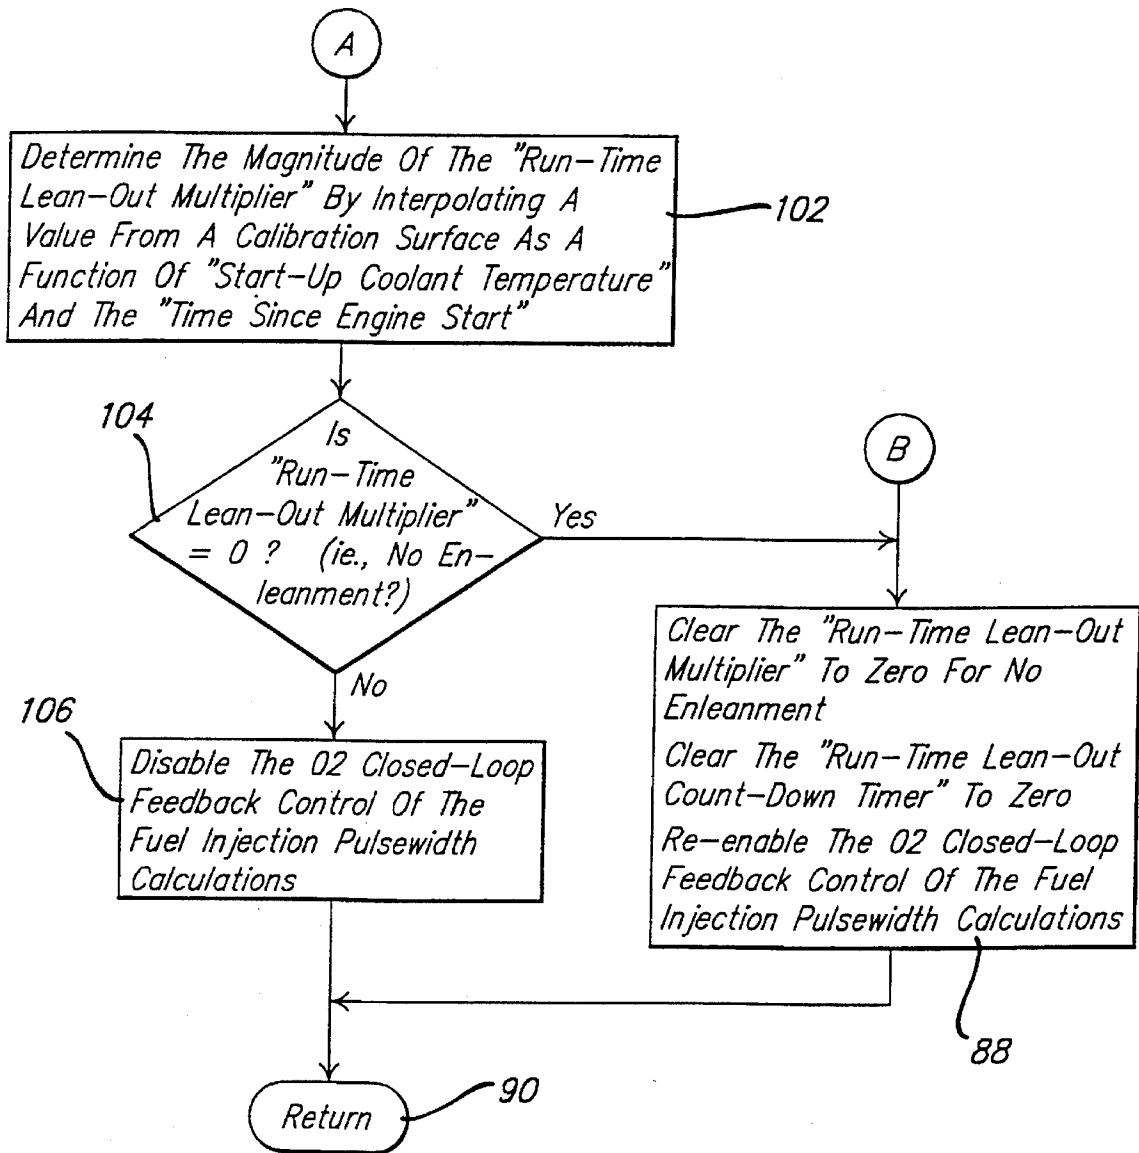 A
Determine The Magnitude Of The "Run-Time
Lean-Out Multiplier" By Interpolating A
Value From A Calibration Surface As A
Function Of "Start-Up Coolant Temperature"
And The "Time Since Engine Start"
102
104
Is
"Run-Time
Lean-Out Multiplier"
= 0 ? (ie., No En-
leanment?)
Yes
No
B
106
Disable The O2 Closed-Loop
Feedback Control Of The
Fuel Injection Pulsewidth
Calculations
Clear The "Run-Time Lean-Out
Multiplier" To Zero For No
Enleanment
Clear The "Run-Time Lean-Out
Count-Down Timer" To Zero
Re-enable The O2 Closed-Loop
Feedback Control Of The Fuel
Injection Pulsewidth Calculations
88
Return
90